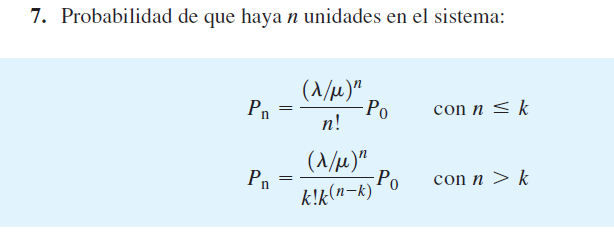 7. Probabilidad de que haya n unidades en el sistema:
Pn = (λ/μ)^n / n! P0 con n ≤ k
Pn = (λ/μ)^n / k!k^(n−k) P0 con n > k